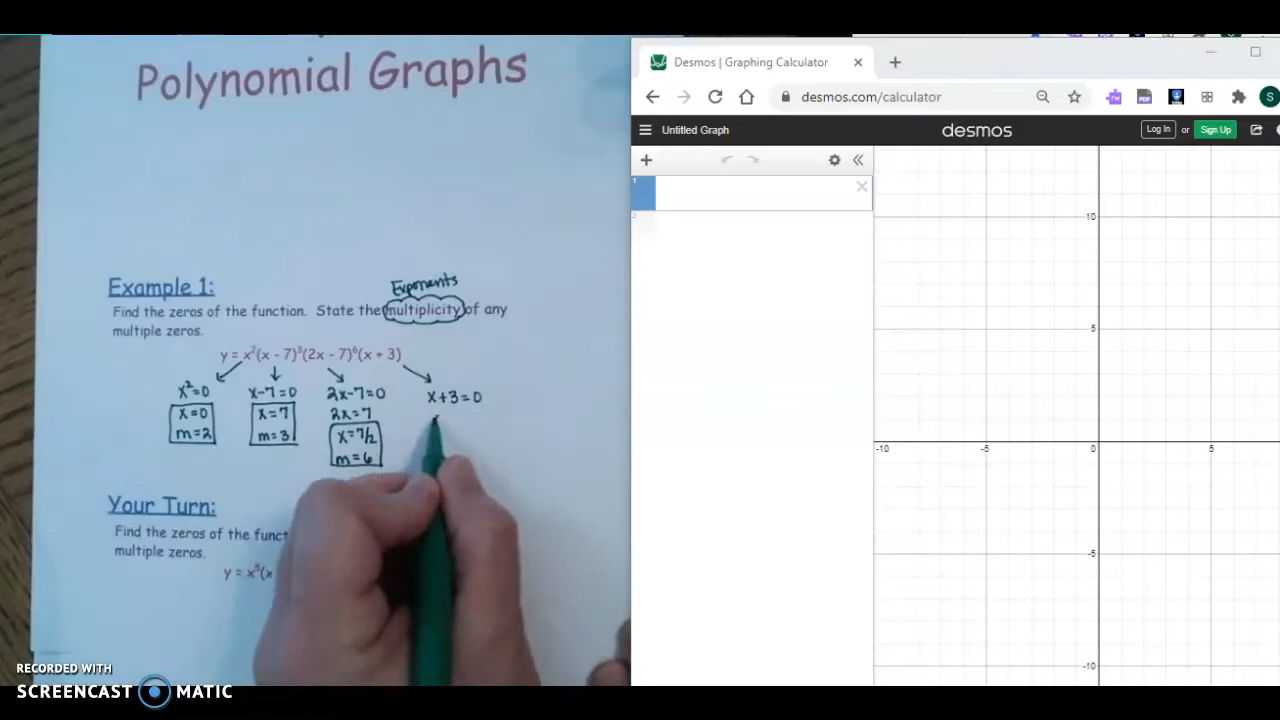 Polynomial Graphs
Example 1:
Exponents
Find the zeros of the function. State the multiplicity of any
multiple zeros.
y = x²(x - 7)³(2x - 7)⁶(x + 3)
x²=0 x-7=0 2x-7=0 x+3=0
x=0 x=7 2x=7
m=2 m=3 x=7/2
m=6
Your Turn:
Find the zeros of the funct
multiple zeros.
y = x⁵(x
RECORDED WITH
SCREENCAST MATIC
Desmos | Graphing Calculator
desmos.com/calculator
S
Untitled Graph
desmos
Log In or Sign Up
1
2
10
5
-10 -5 0 5
-5
-10